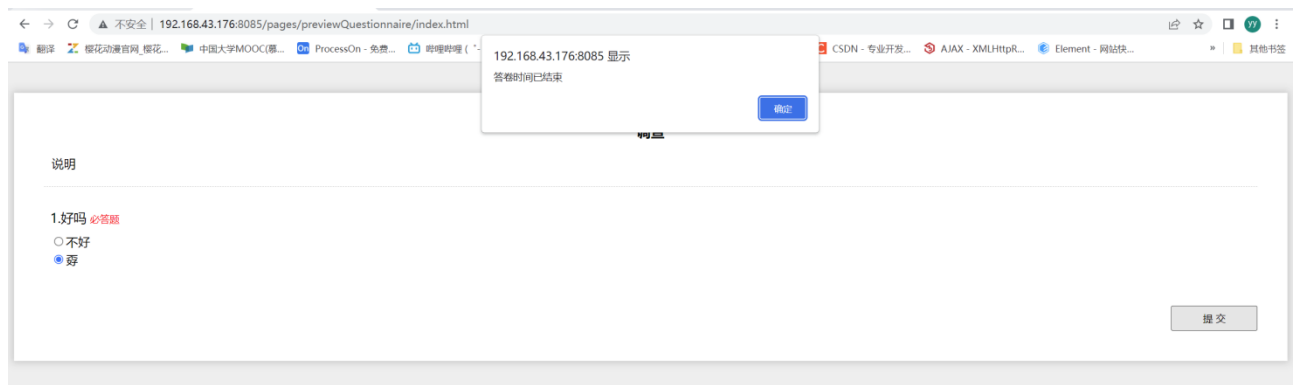 不安全 | 192.168.43.176:8085/pages/previewQuestionnaire/index.html
yy
翻译 樱花动漫官网_樱花... 中国大学MOOC(慕... On ProcessOn - 免费... 哔哩哔哩 ( ゜- CSDN - 专业开发... AJAX - XMLHttpR... Element - 网站快... » 其他书签
192.168.43.176:8085 显示
答卷时间已结束
确定
调查
说明
1.好吗 必答题
不好
孬
提交